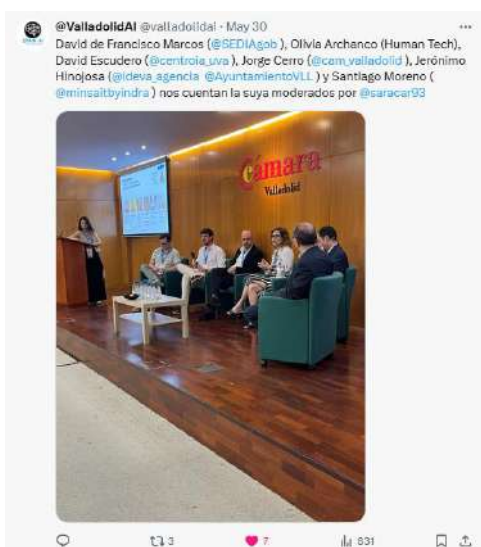 @ValladolidAI @valladolidai · May 30
David de Francisco Marcos (@SEDIAgob ), Olivia Archanco (Human Tech),
David Escudero (@centroia_uva ), Jorge Cerro (@cam_valladolid ), Jerónimo
Hinojosa (@ideva_agencia @AyuntamientoVLL ) y Santiago Moreno (
@minsaitbyindra ) nos cuentan la suya moderados por @saracar93
Cámara
Valladolid
3
7
831